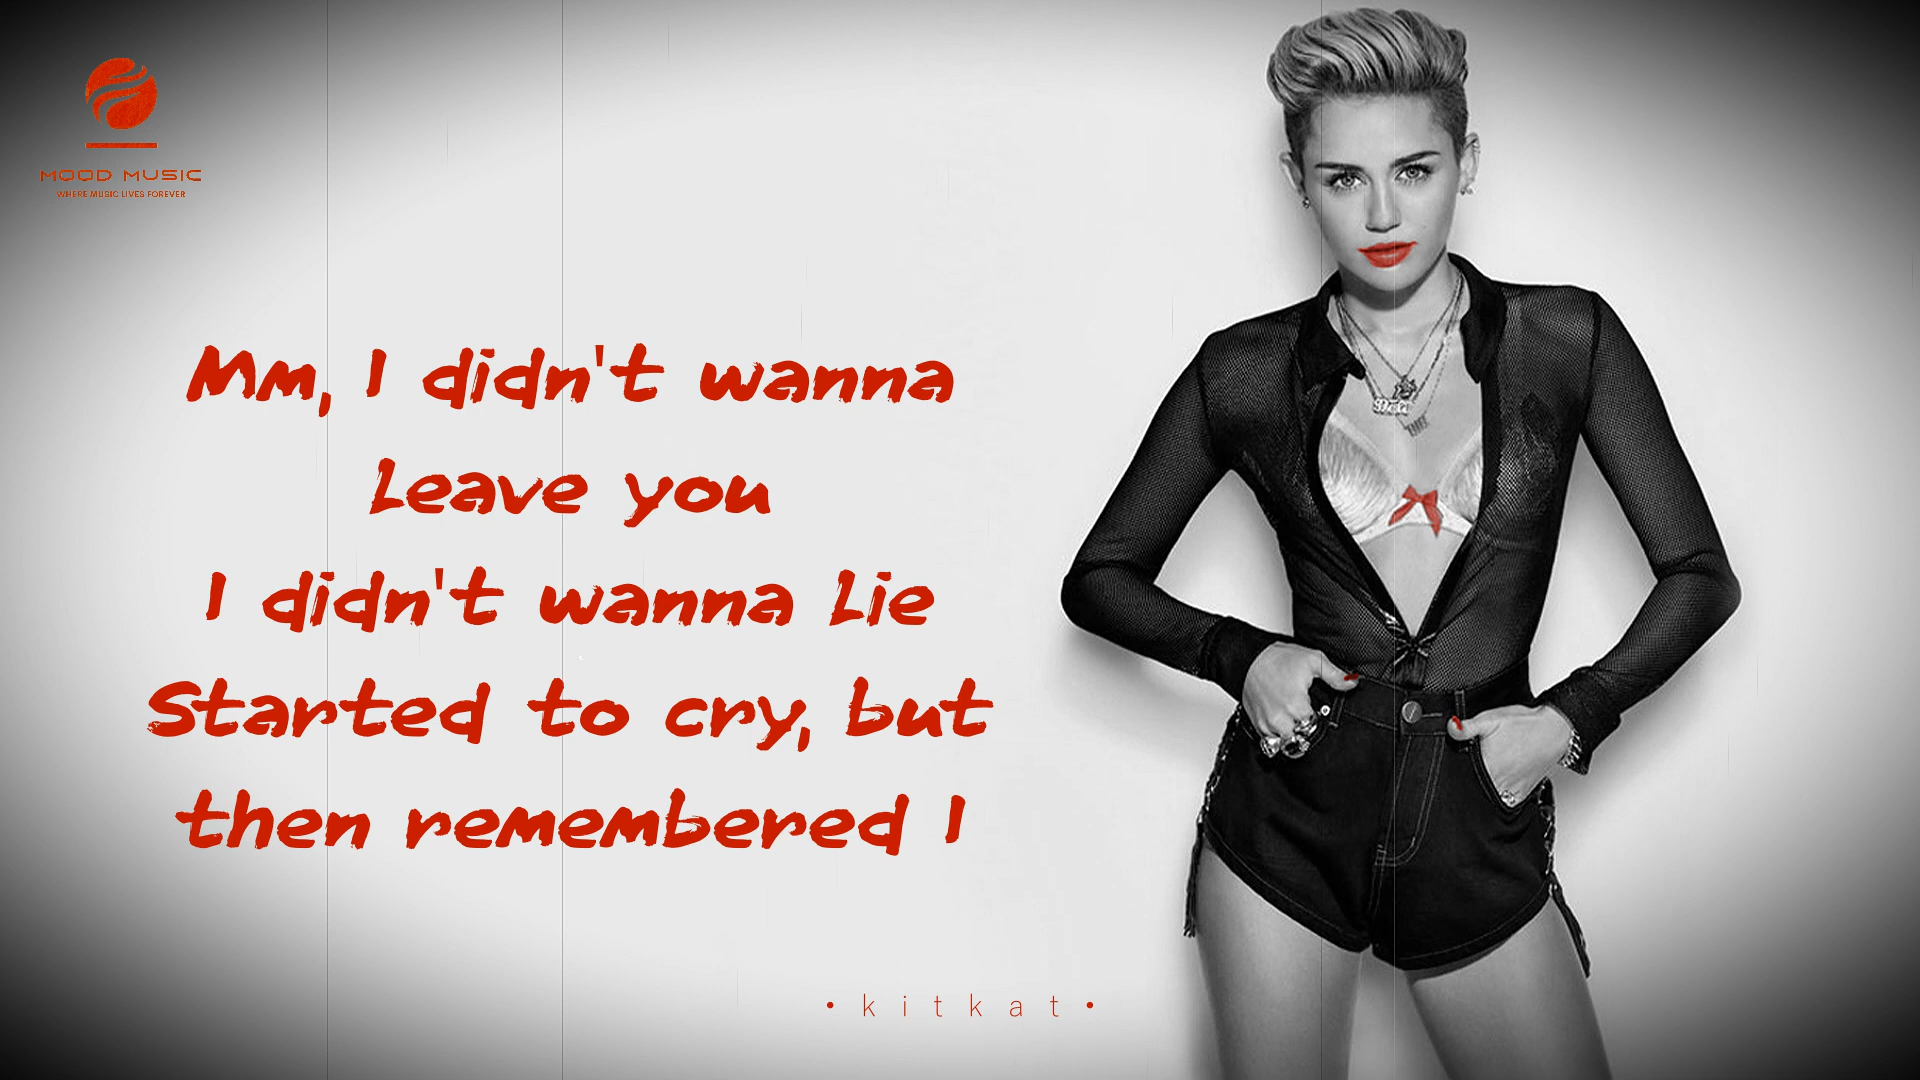 MOOD MUSIC
WHERE MUSIC LIVES FOREVER
Mm, I didn't wanna
Leave you
I didn't wanna Lie
Started to cry, but
then remembered I
• kitkat •